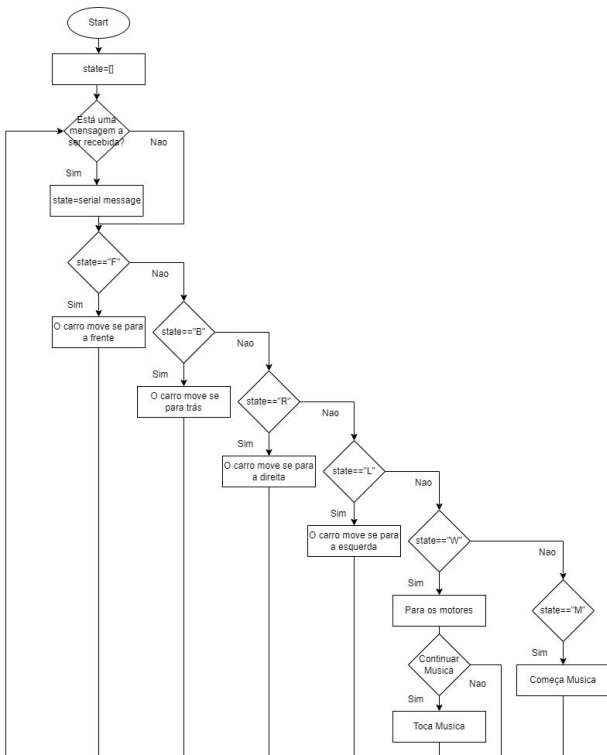 Start
state=[]
Está uma
mensagem a
ser recebida?
Nao
Sim
state=serial message
state=="F"
Nao
Sim
O carro move se para
a frente
state=="B"
Nao
Sim
O carro move se
para trás
state=="R"
Nao
Sim
O carro move se para
a direita
state=="L"
Nao
Sim
O carro move se para
a esquerda
state=="W"
Nao
Sim
Para os motores
state=="M"
Sim
Começa Musica
Continuar
Musica
Nao
Sim
Toca Musica